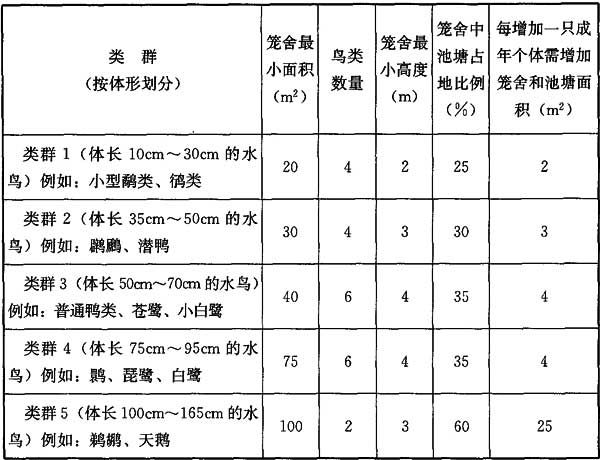 类 群
（按体形划分）
笼舍最
小面积
（m²）
鸟类
数量
笼舍最
小高度
（m）
笼舍中
池塘占
地比例
（%）
每增加一只成
年个体需增加
笼舍和池塘面
积（m²）
类群 1（体长 10cm～30cm 的水
鸟）例如：小型鹬类、鸻类
20
4
2
25
2
类群 2（体长 35cm～50cm 的水
鸟）例如：䴙䴘、潜鸭
30
4
3
30
3
类群 3（体长 50cm～70cm 的水鸟）
例如：普通鸭类、苍鹭、小白鹭
40
6
4
35
4
类群 4（体长 75cm～95cm 的水
鸟）例如：鹮、琵鹭、白鹭
75
6
4
35
4
类群 5（体长 100cm～165cm 的水
鸟）例如：鹈鹕、天鹅
100
2
3
60
25